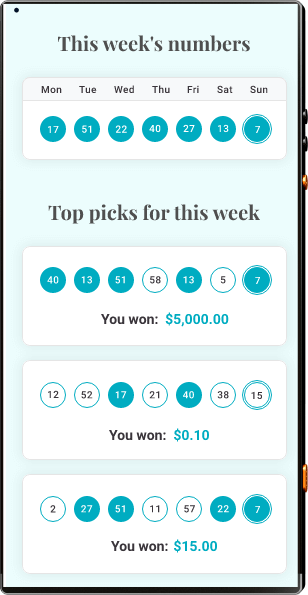 This week's numbers
Mon Tue Wed Thu Fri Sat Sun
17 51 22 40 27 13 7
Top picks for this week
40 13 51 58 13 5 7
You won: $5,000.00
12 52 17 21 40 38 15
You won: $0.10
2 27 51 11 57 22 7
You won: $15.00